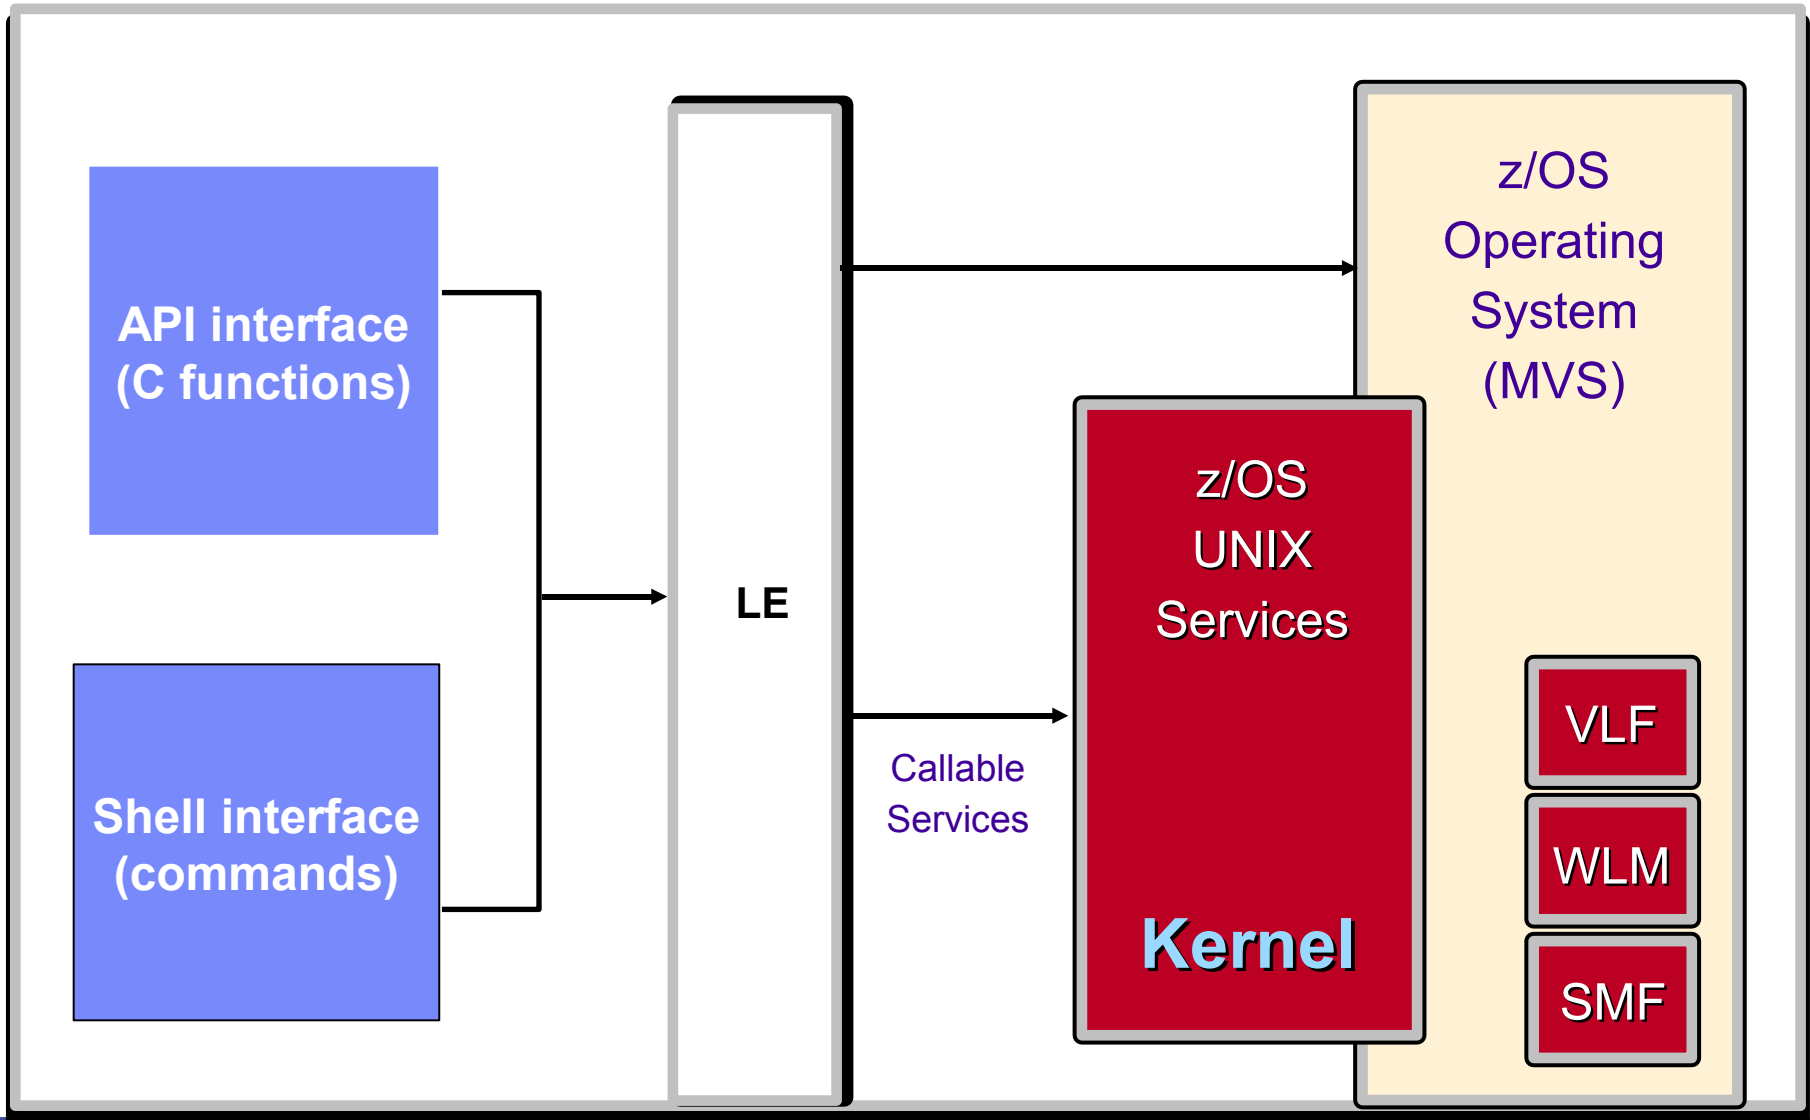 API interface
(C functions)
Shell interface
(commands)
LE
Callable
Services
z/OS
UNIX
Services
Kernel
z/OS
Operating
System
(MVS)
VLF
WLM
SMF